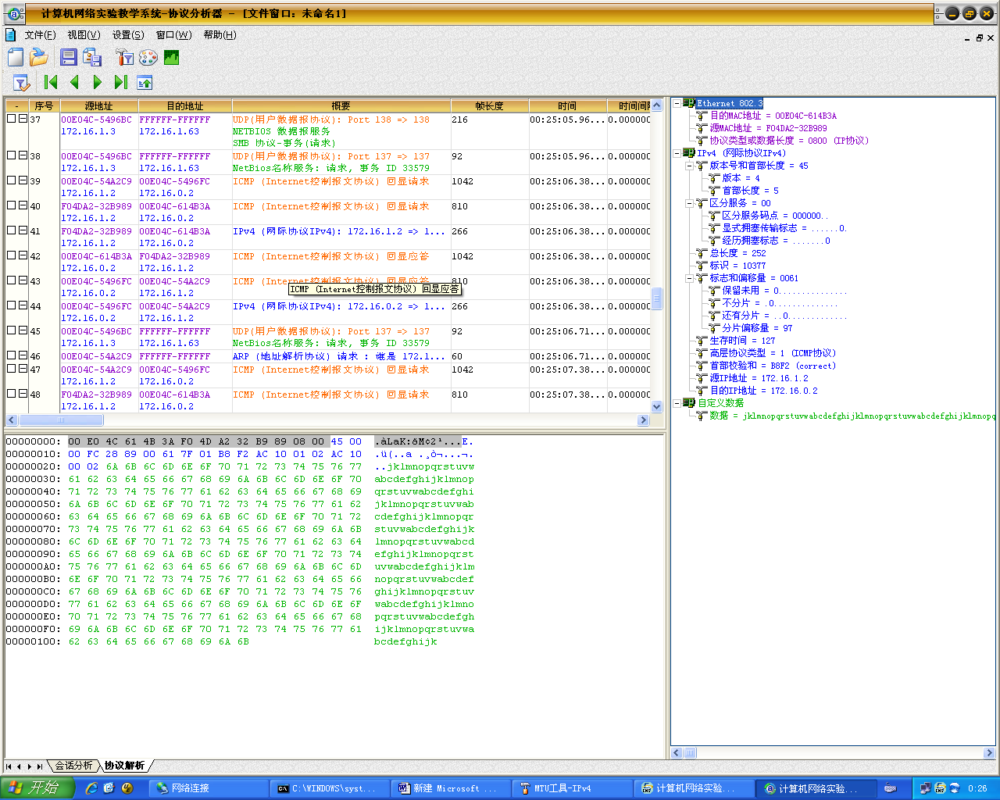 计算机网络实验教学系统-协议分析器 - [文件窗口: 未命名1]
文件(F) 视图(V) 设置(S) 窗口(W) 帮助(H)
- 序号 源地址 目的地址 概要 帧长度 时间 时间间
37 00E04C-5496BC FFFFFF-FFFFFF UDP(用户数据报协议): Port 138 => 138 216 00:25:05.96... 0.000000
172.16.1.3 172.16.1.63 NETBIOS 数据报服务
SMB 协议-事务(请求)
38 00E04C-5496BC FFFFFF-FFFFFF UDP(用户数据报协议): Port 137 => 137 92 00:25:05.96... 0.000000
172.16.1.3 172.16.1.63 NetBios名称服务: 请求, 事务 ID 33579
39 00E04C-54A2C9 00E04C-5496FC ICMP (Internet控制报文协议) 回显请求 1042 00:25:06.38... 0.000000
172.16.1.2 172.16.0.2
40 F04DA2-32B989 00E04C-614B3A ICMP (Internet控制报文协议) 回显请求 810 00:25:06.38... 0.000000
172.16.1.2 172.16.0.2
41 F04DA2-32B989 00E04C-614B3A IPv4 (网际协议IPv4): 172.16.1.2 => 1... 266 00:25:06.38... 0.000000
172.16.1.2 172.16.0.2
42 00E04C-614B3A F04DA2-32B989 ICMP (Internet控制报文协议) 回显应答 1042 00:25:06.38... 0.000000
172.16.0.2 172.16.1.2
43 00E04C-5496FC 00E04C-54A2C9 ICMP (Internet控制报文协议) 回显应答 810 00:25:06.38... 0.000000
172.16.0.2 172.16.1.2 ICMP (Internet控制报文协议) 回显应答
44 00E04C-5496FC 00E04C-54A2C9 IPv4 (网际协议IPv4): 172.16.0.2 => 1... 266 00:25:06.38... 0.000000
172.16.0.2 172.16.1.2
45 00E04C-5496BC FFFFFF-FFFFFF UDP(用户数据报协议): Port 137 => 137 92 00:25:06.71... 0.000000
172.16.1.3 172.16.1.63 NetBios名称服务: 请求, 事务 ID 33579
46 00E04C-54A2C9 FFFFFF-FFFFFF ARP (地址解析协议) 请求 : 谁是 172.1... 60 00:25:06.71... 0.000000
47 00E04C-54A2C9 00E04C-5496FC ICMP (Internet控制报文协议) 回显请求 1042 00:25:07.38... 0.000000
172.16.1.2 172.16.0.2
48 F04DA2-32B989 00E04C-614B3A ICMP (Internet控制报文协议) 回显请求 810 00:25:07.38... 0.000000
172.16.1.2 172.16.0.2
00000000: 00 E0 4C 61 4B 3A F0 4D A2 32 B9 89 08 00 45 00 .àLaK:ðM¢2¹...E.
00000010: 00 FC 28 89 00 61 7F 01 B8 F2 AC 10 01 02 AC 10 .ü(..a .¸ò¬...¬.
00000020: 00 02 6A 6B 6C 6D 6E 6F 70 71 72 73 74 75 76 77 ..jklmnopqrstuvw
00000030: 61 62 63 64 65 66 67 68 69 6A 6B 6C 6D 6E 6F 70 abcdefghijklmnop
00000040: 71 72 73 74 75 76 77 61 62 63 64 65 66 67 68 69 qrstuvwabcdefghi
00000050: 6A 6B 6C 6D 6E 6F 70 71 72 73 74 75 76 77 61 62 jklmnopqrstuvwab
00000060: 63 64 65 66 67 68 69 6A 6B 6C 6D 6E 6F 70 71 72 cdefghijklmnopqr
00000070: 73 74 75 76 77 61 62 63 64 65 66 67 68 69 6A 6B stuvwabcdefghijk
00000080: 6C 6D 6E 6F 70 71 72 73 74 75 76 77 61 62 63 64 lmnopqrstuvwabcd
00000090: 65 66 67 68 69 6A 6B 6C 6D 6E 6F 70 71 72 73 74 efghijklmnopqrst
000000A0: 75 76 77 61 62 63 64 65 66 67 68 69 6A 6B 6C 6D uvwabcdefghijklm
000000B0: 6E 6F 70 71 72 73 74 75 76 77 61 62 63 64 65 66 nopqrstuvwabcdef
000000C0: 67 68 69 6A 6B 6C 6D 6E 6F 70 71 72 73 74 75 76 ghijklmnopqrstuv
000000D0: 77 61 62 63 64 65 66 67 68 69 6A 6B 6C 6D 6E 6F wabcdefghijklmno
000000E0: 70 71 72 73 74 75 76 77 61 62 63 64 65 66 67 68 pqrstuvwabcdefgh
000000F0: 69 6A 6B 6C 6D 6E 6F 70 71 72 73 74 75 76 77 61 ijklmnopqrstuvwa
00000100: 62 63 64 65 66 67 68 69 6A 6B bcdefghijk
会话分析 协议解析
Ethernet 802.3
目的MAC地址 = 00E04C-614B3A
源MAC地址 = F04DA2-32B989
协议类型或数据长度 = 0800 (IP协议)
IPv4 (网际协议IPv4)
版本号和首部长度 = 45
版本 = 4
首部长度 = 5
区分服务 = 00
区分服务码点 = 000000..
显式拥塞传输标志 = ......0.
经历拥塞标志 = .......0
总长度 = 252
标识 = 10377
标志和偏移量 = 0061
保留未用 = 0...............
不分片 = .0..............
还有分片 = ..0.............
分片偏移量 = 97
生存时间 = 127
高层协议类型 = 1 (ICMP协议)
首部校验和 = B8F2 (correct)
源IP地址 = 172.16.1.2
目的IP地址 = 172.16.0.2
自定义数据
数据 = jklmnopqrstuvwabcdefghijklmnopqrstuvwabcdefghijklmnopq
开始 网络连接 C:\WINDOWS\syst... 新建 Microsoft ... MTU工具-IPv4 计算机网络实验... 计算机网络实验... 0:26